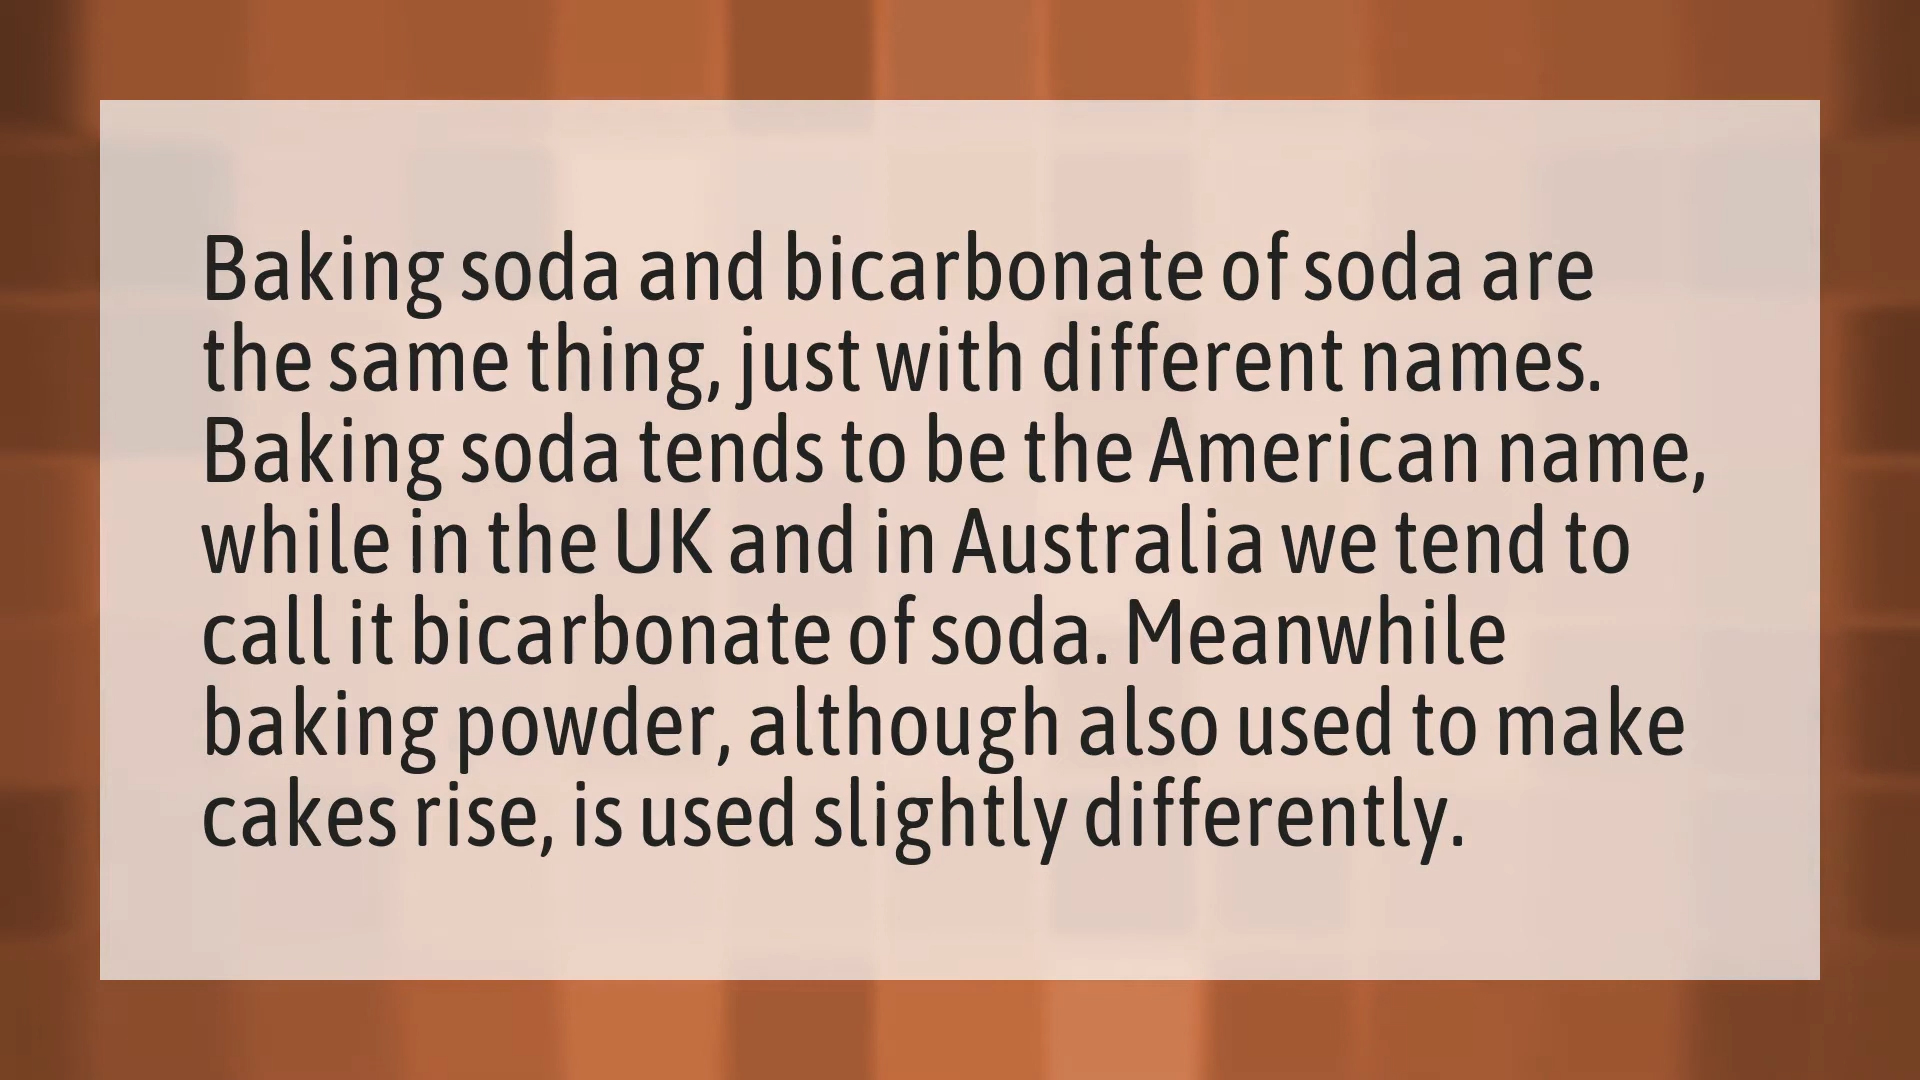 Baking soda and bicarbonate of soda are
the same thing, just with different names.
Baking soda tends to be the American name,
while in the UK and in Australia we tend to
call it bicarbonate of soda. Meanwhile
baking powder, although also used to make
cakes rise, is used slightly differently.